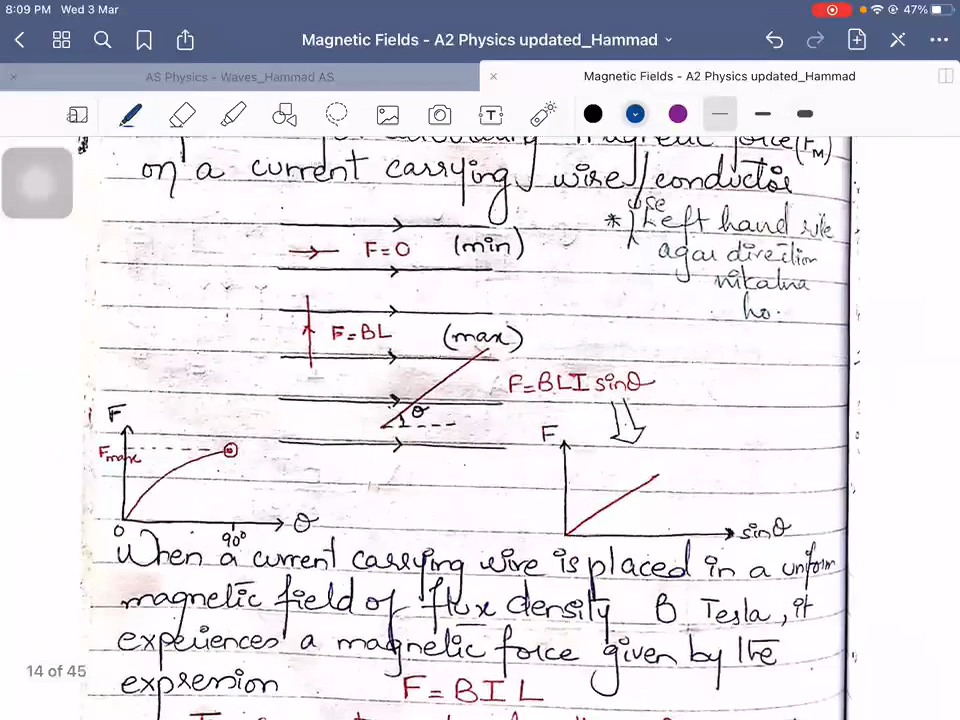 8:09 PM Wed 3 Mar
47%
Magnetic Fields - A2 Physics updated_Hammad
AS Physics - Waves_Hammad AS
Magnetic Fields - A2 Physics updated_Hammad
force (F_M)
on a current carrying wire/conductor
* use
Left hand rule
agar direction
nikalna
ho.
F=0 (min)
F=BL (max)
θ
F=BLI sinθ
F
Fmax
0
90°
θ
F
sinθ
When a current carrying wire is placed in a uniform
magnetic field of flux density B Tesla, it
experiences a magnetic force given by the
expression
F=BIL
14 of 45